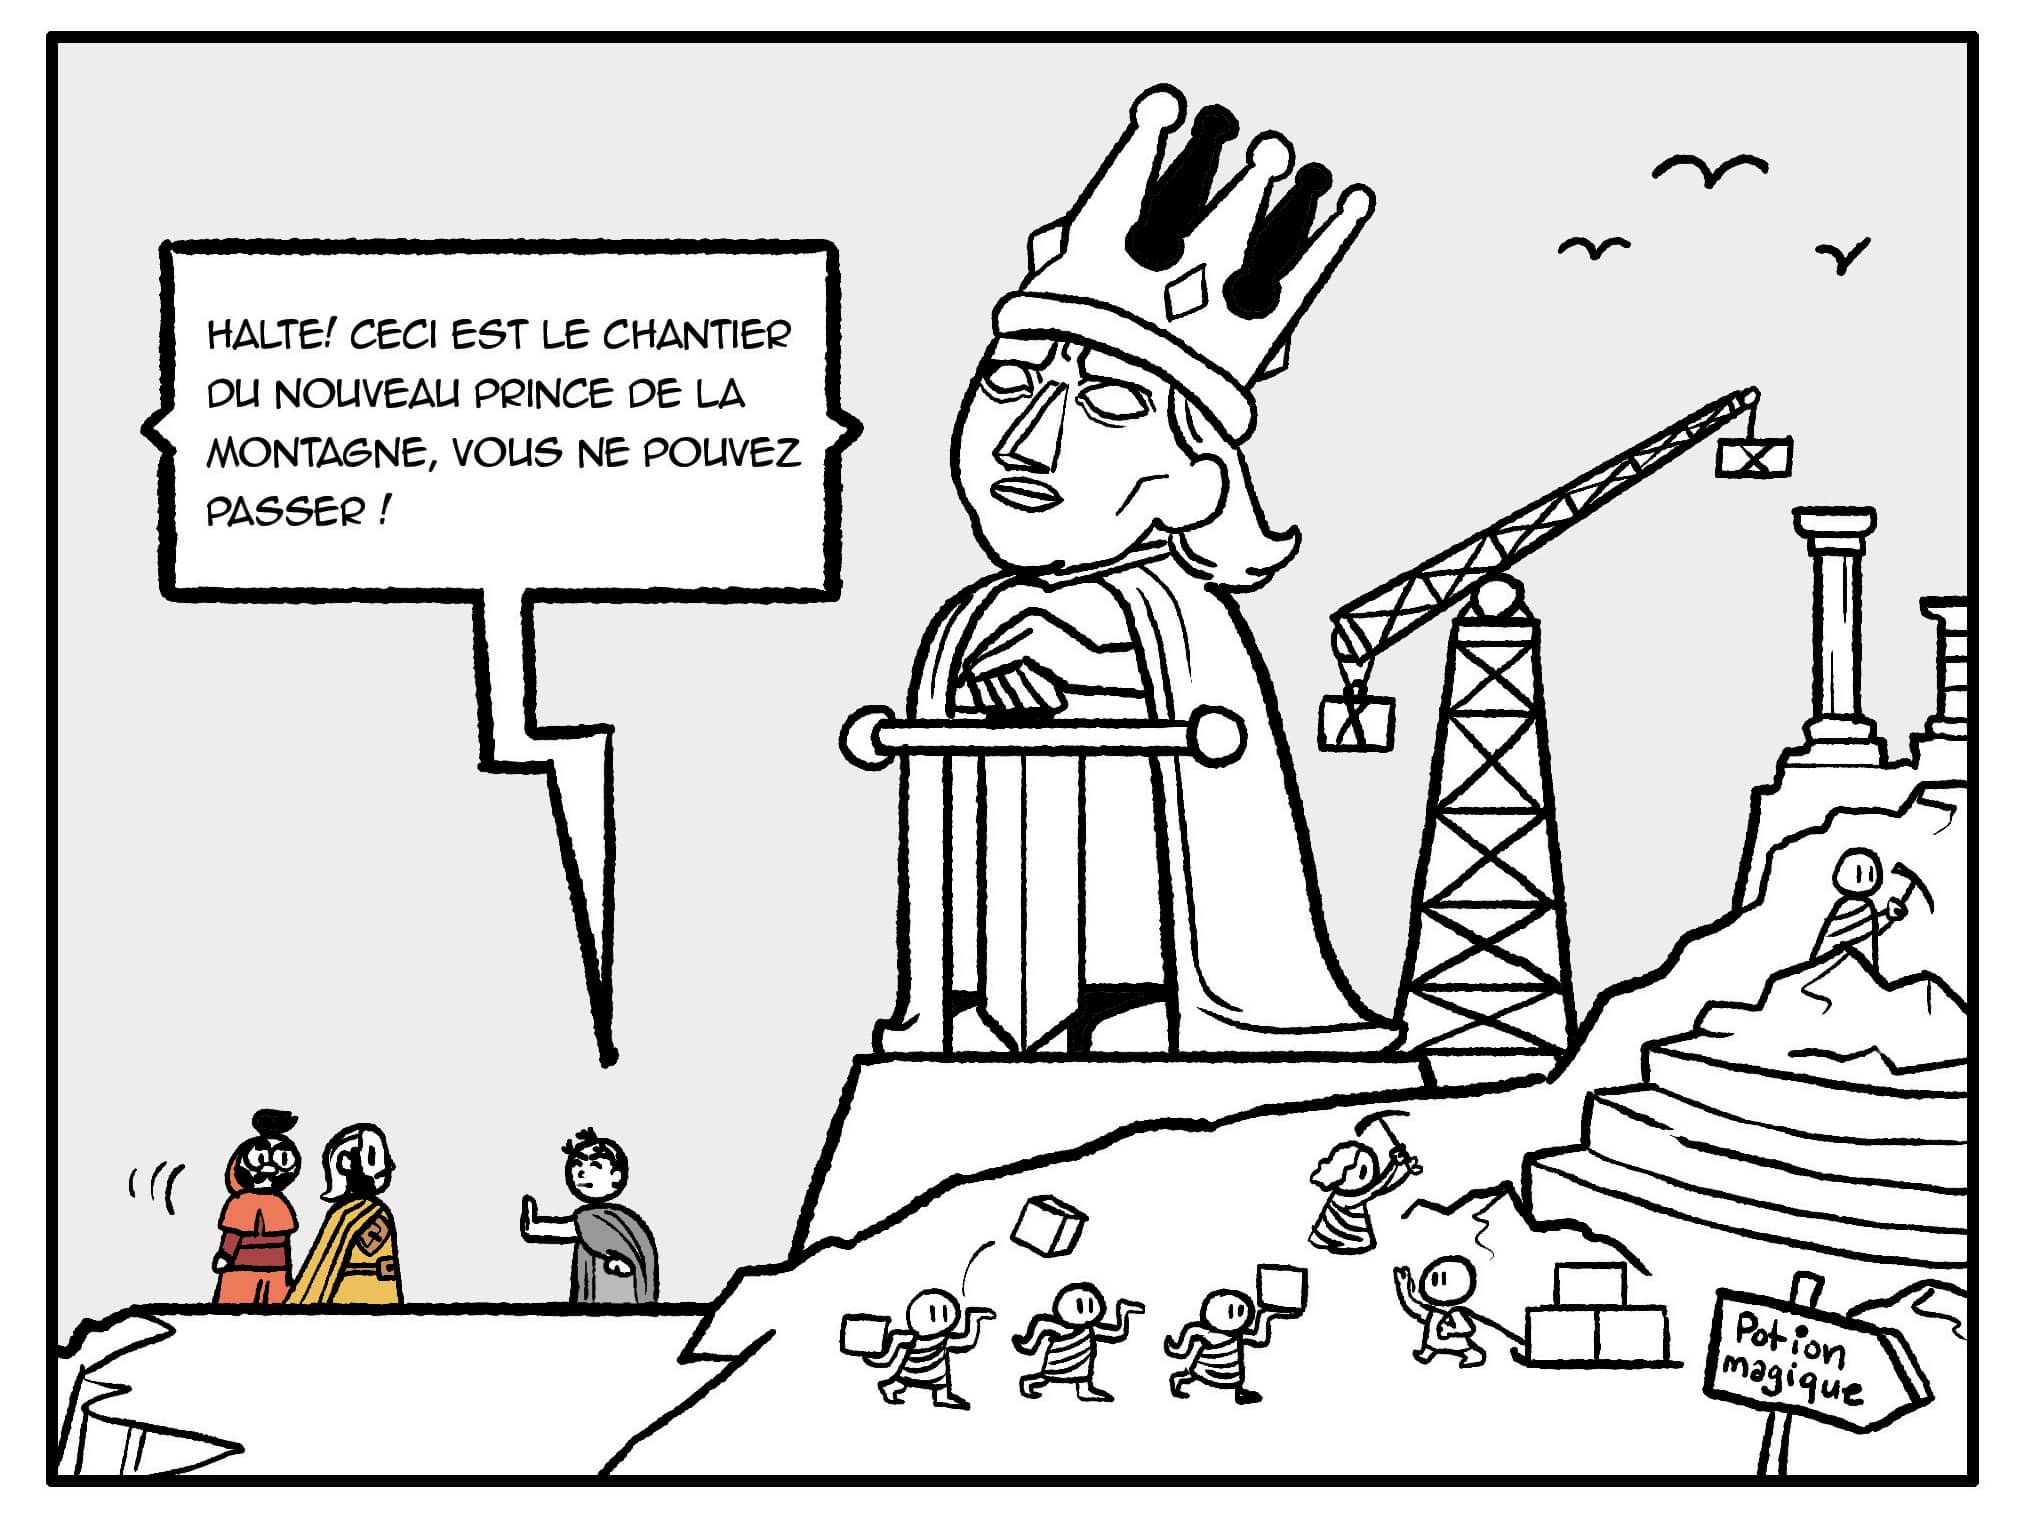 HALTE! CECI EST LE CHANTIER
DU NOUVEAU PRINCE DE LA
MONTAGNE, VOUS NE POUVEZ
PASSER !
Potion
magique